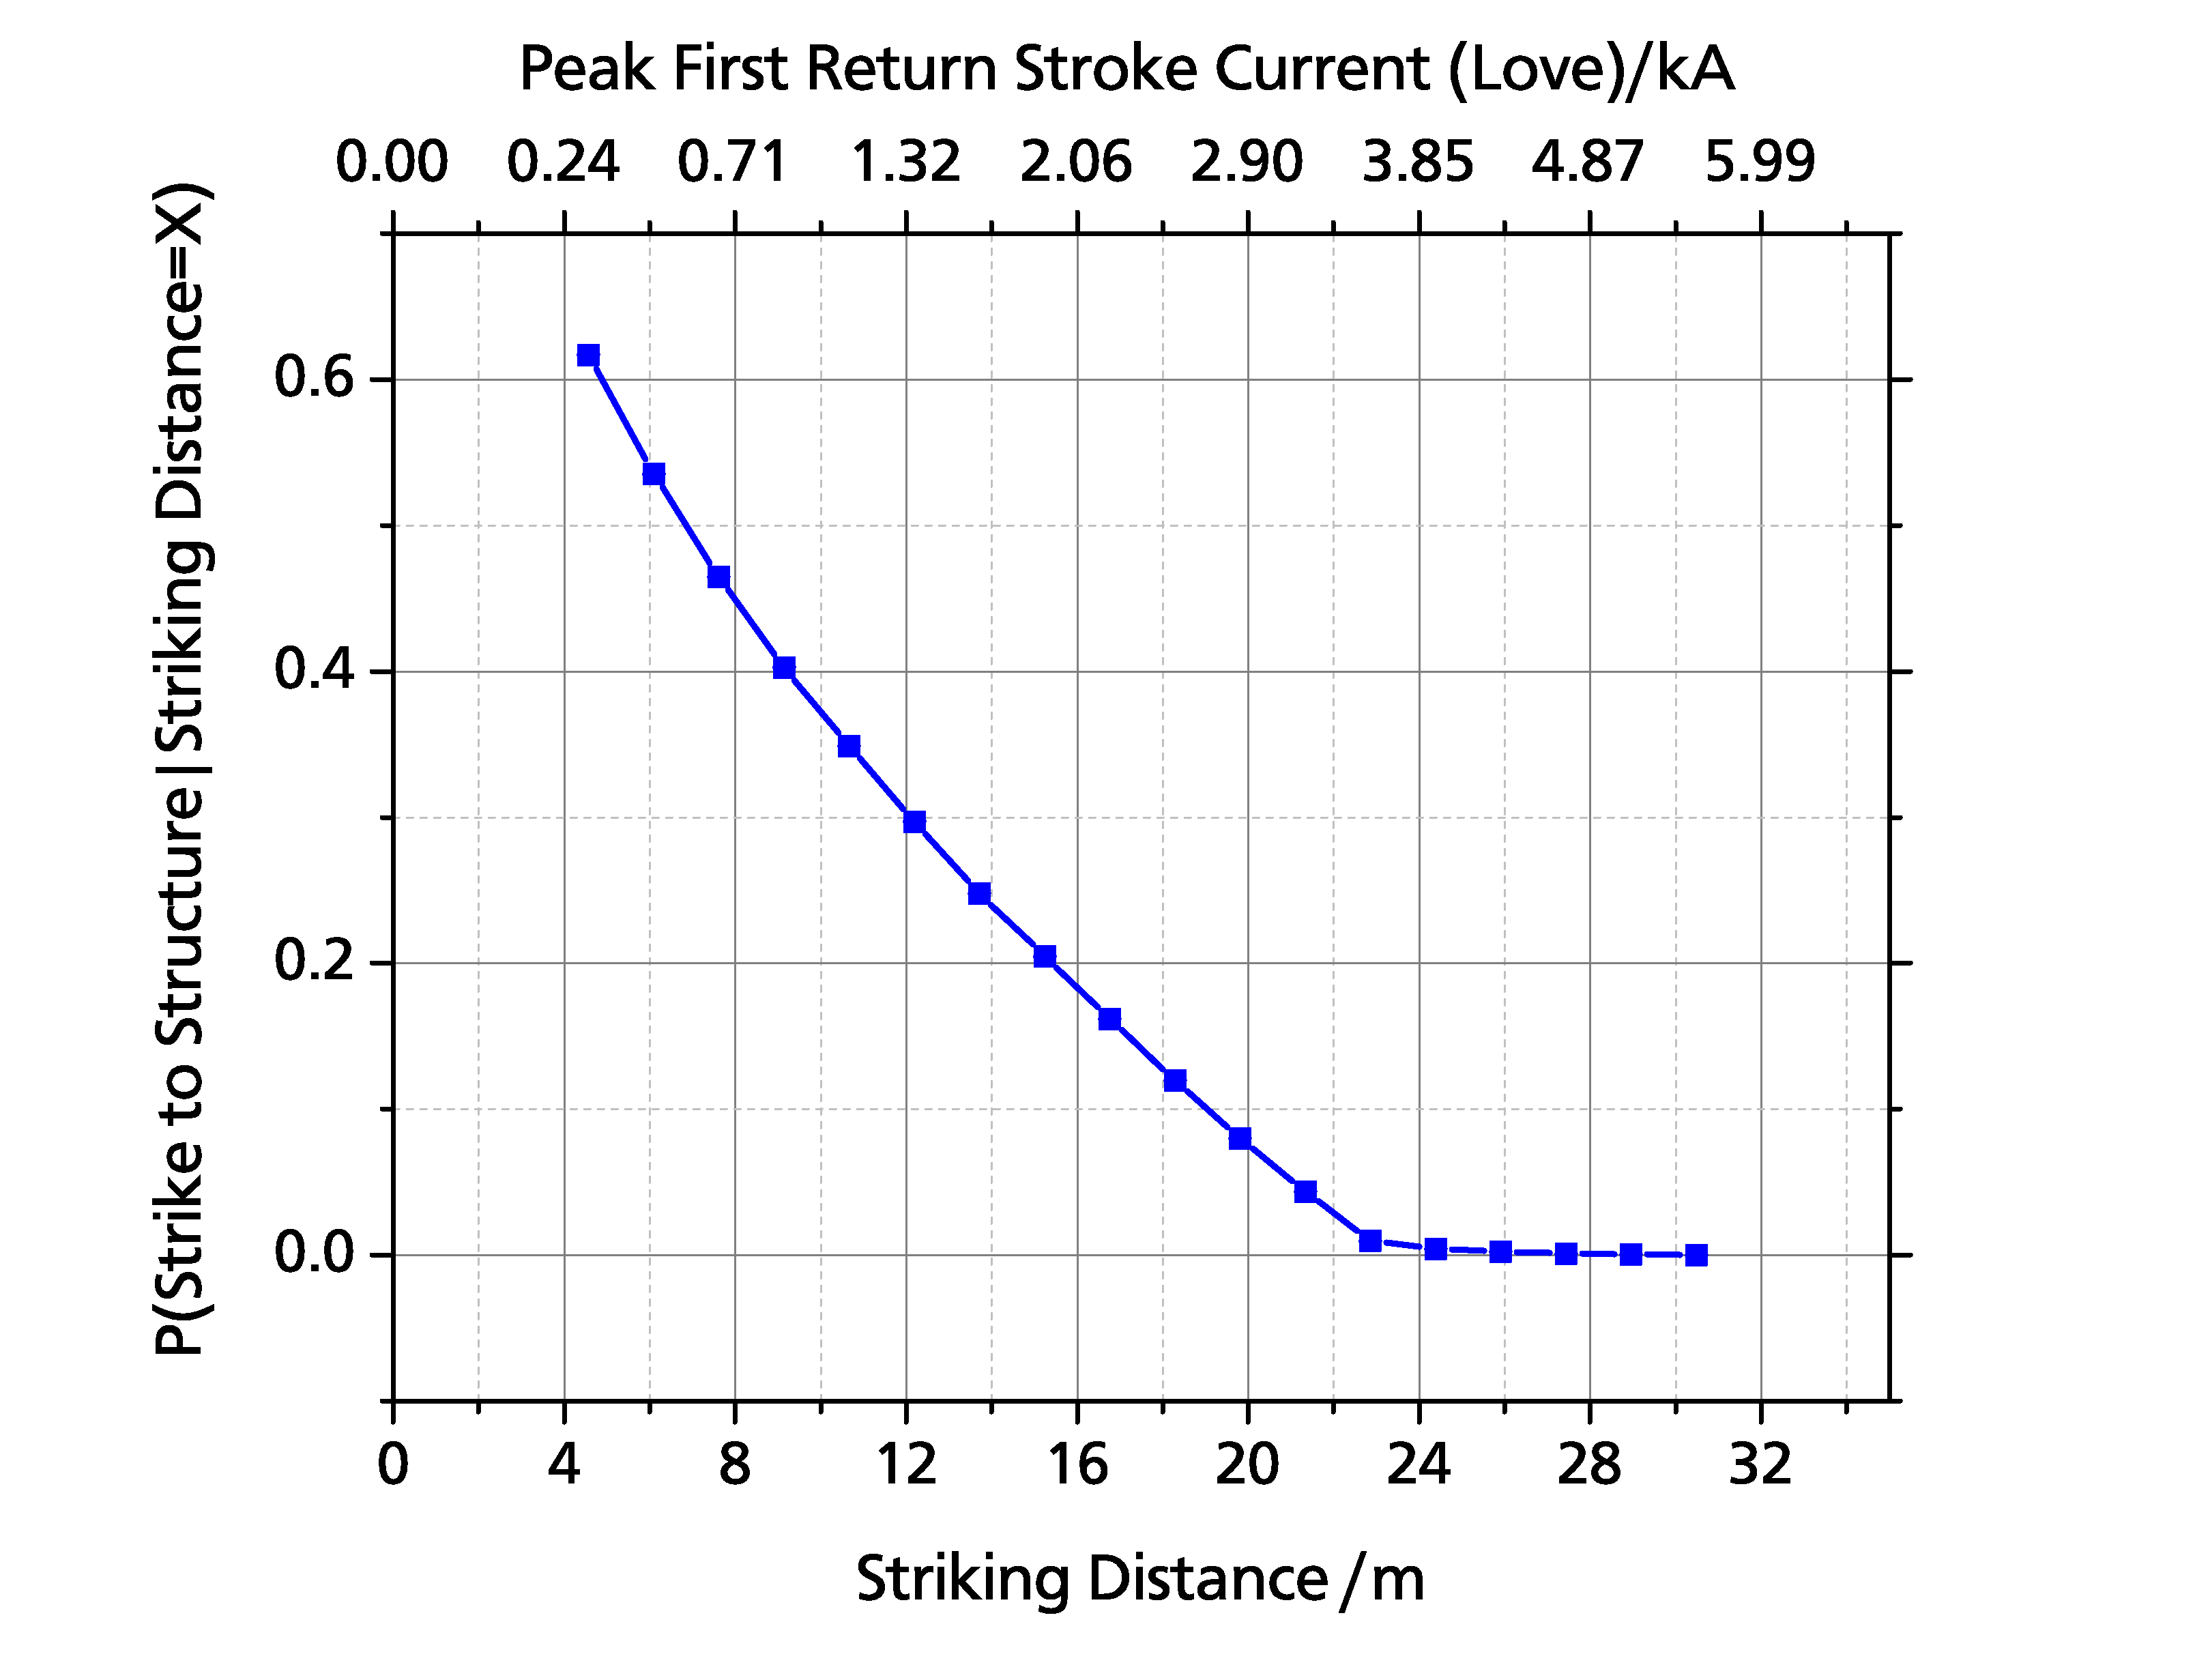 Peak First Return Stroke Current (Love)/kA
0.00 0.24 0.71 1.32 2.06 2.90 3.85 4.87 5.99
P(Strike to Structure|Striking Distance=X)
0.6
0.4
0.2
0.0
0 4 8 12 16 20 24 28 32
Striking Distance/m